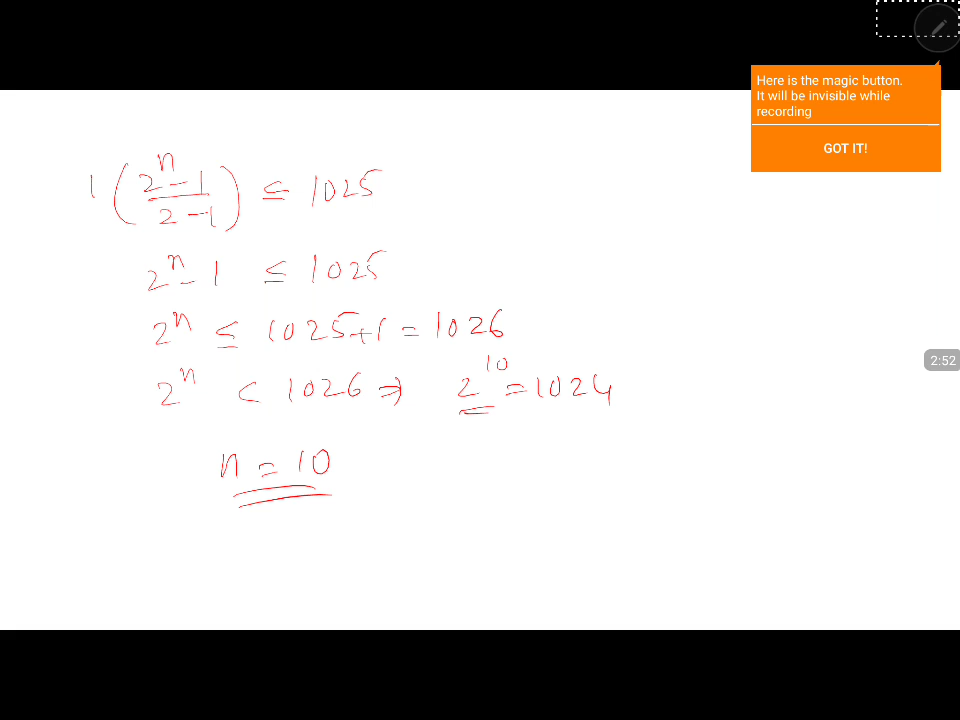 Here is the magic button.
It will be invisible while
recording
GOT IT!
1 (2^n - 1 / 2 - 1) ≤ 1025
2^n - 1 ≤ 1025
2^n ≤ 1025 + 1 = 1026
2:52
2^n < 1026 ⇒ 2^10 = 1024
n = 10